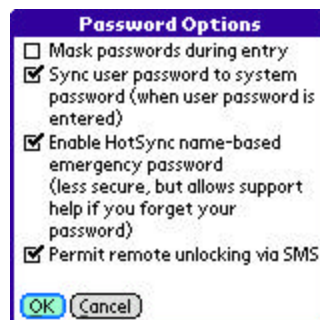 Password Options
Mask passwords during entry
Sync user password to system
password (when user password is
entered)
Enable HotSync name-based
emergency password
(less secure, but allows support
help if you forget your
password)
Permit remote unlocking via SMS
OK Cancel